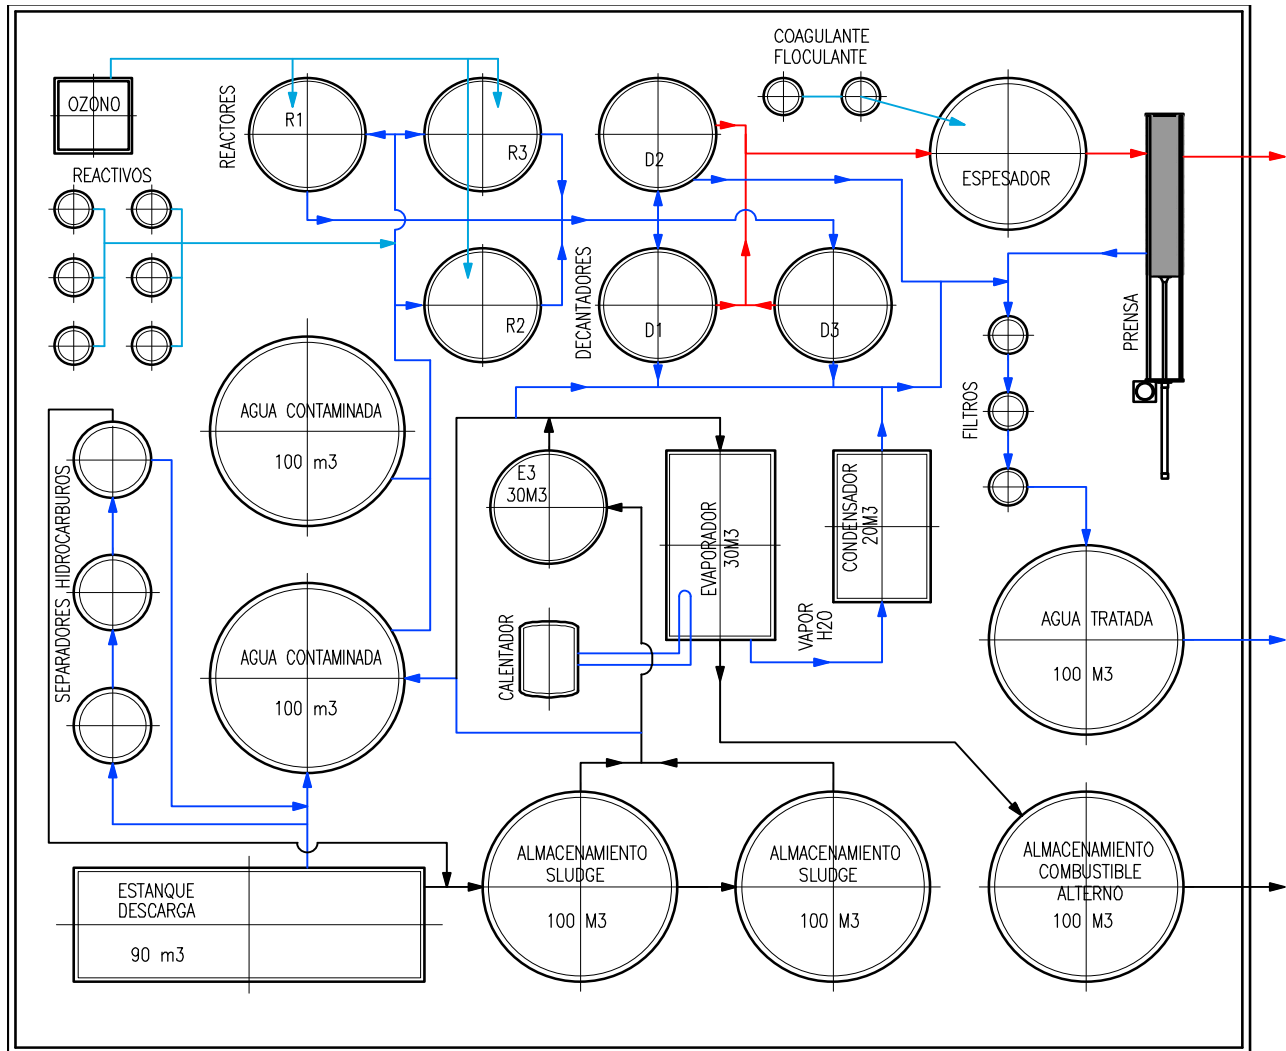 COAGULANTE
FLOCULANTE
OZONO
REACTORES
R1
R3
D2
ESPESADOR
REACTIVOS
R2
DECANTADORES
D1
D3
PRENSA
AGUA CONTAMINADA
100 m3
FILTROS
SEPARADORES HIDROCARBUROS
E3
30M3
EVAPORADOR
30M3
CONDENSADOR
20M3
CALENTADOR
VAPOR
H2O
AGUA CONTAMINADA
100 m3
AGUA TRATADA
100 M3
ESTANQUE
DESCARGA
90 m3
ALMACENAMIENTO
SLUDGE
100 M3
ALMACENAMIENTO
SLUDGE
100 M3
ALMACENAMIENTO
COMBUSTIBLE
ALTERNO
100 M3